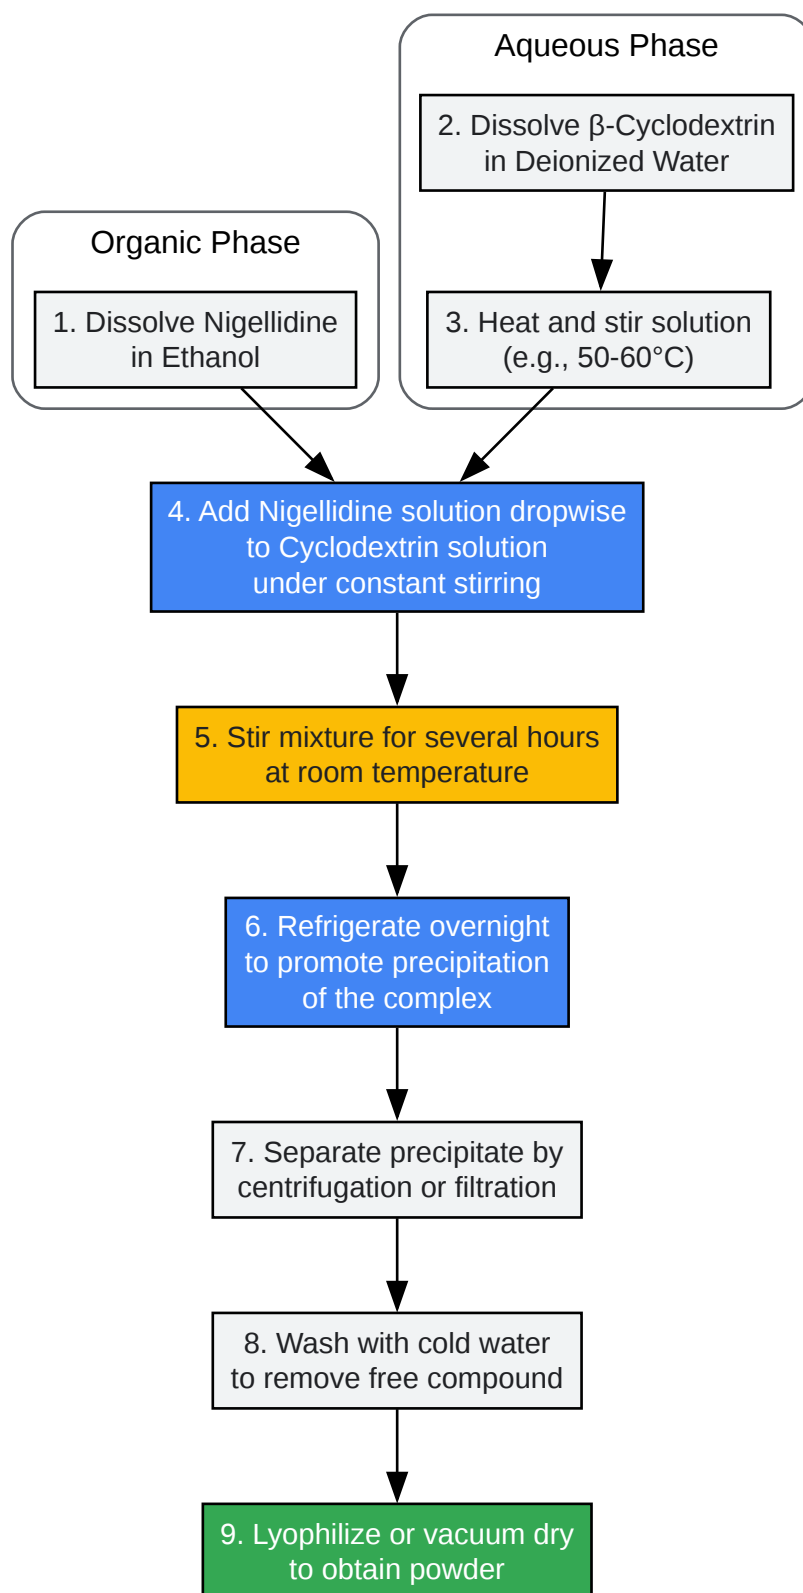 Aqueous Phase
2. Dissolve β-Cyclodextrin
in Deionized Water
Organic Phase
1. Dissolve Nigellidine
in Ethanol
3. Heat and stir solution
(e.g., 50-60°C)
4. Add Nigellidine solution dropwise
to Cyclodextrin solution
under constant stirring
5. Stir mixture for several hours
at room temperature
6. Refrigerate overnight
to promote precipitation
of the complex
7. Separate precipitate by
centrifugation or filtration
8. Wash with cold water
to remove free compound
9. Lyophilize or vacuum dry
to obtain powder